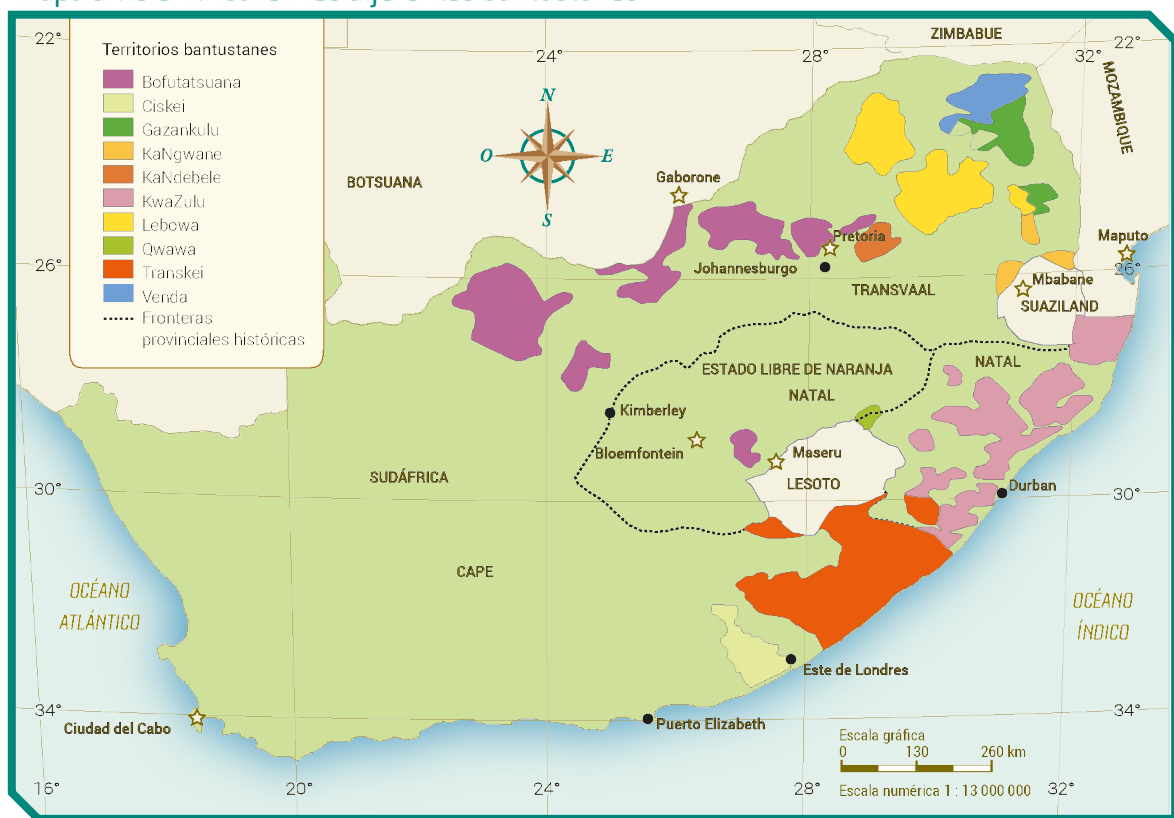 Territorios bantustanes
Bofutatsuana
Ciskei
Gazankulu
KaNgwane
KaNdebele
KwaZulu
Lebowa
Qwawa
Transkei
Venda
Fronteras
provinciales históricas
22°
24°
28°
32°
22°
ZIMBABUE
MOZAMBIQUE
N
O
E
S
BOTSUANA
Gaborone
Pretoria
Johannesburgo
Maputo
26°
26°
Mbabane
SUAZILAND
TRANSVAAL
ESTADO LIBRE DE NARANJA
NATAL
NATAL
Kimberley
Bloemfontein
Maseru
LESOTO
SUDÁFRICA
Durban
30°
30°
CAPE
OCÉANO
ATLÁNTICO
OCÉANO
ÍNDICO
Este de Londres
Puerto Elizabeth
Ciudad del Cabo
34°
34°
Escala gráfica
0 130 260 km
Escala numérica 1 : 13 000 000
16°
20°
24°
28°
32°